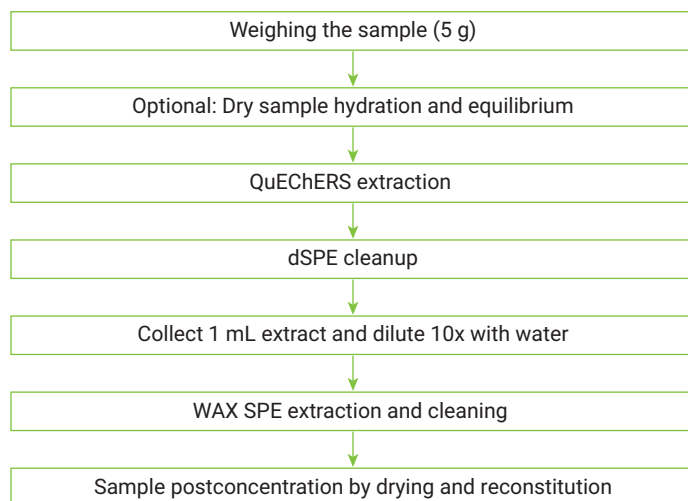 Weighing the sample (5 g)
Optional: Dry sample hydration and equilibrium
QuEChERS extraction
dSPE cleanup
Collect 1 mL extract and dilute 10x with water
WAX SPE extraction and cleaning
Sample postconcentration by drying and reconstitution